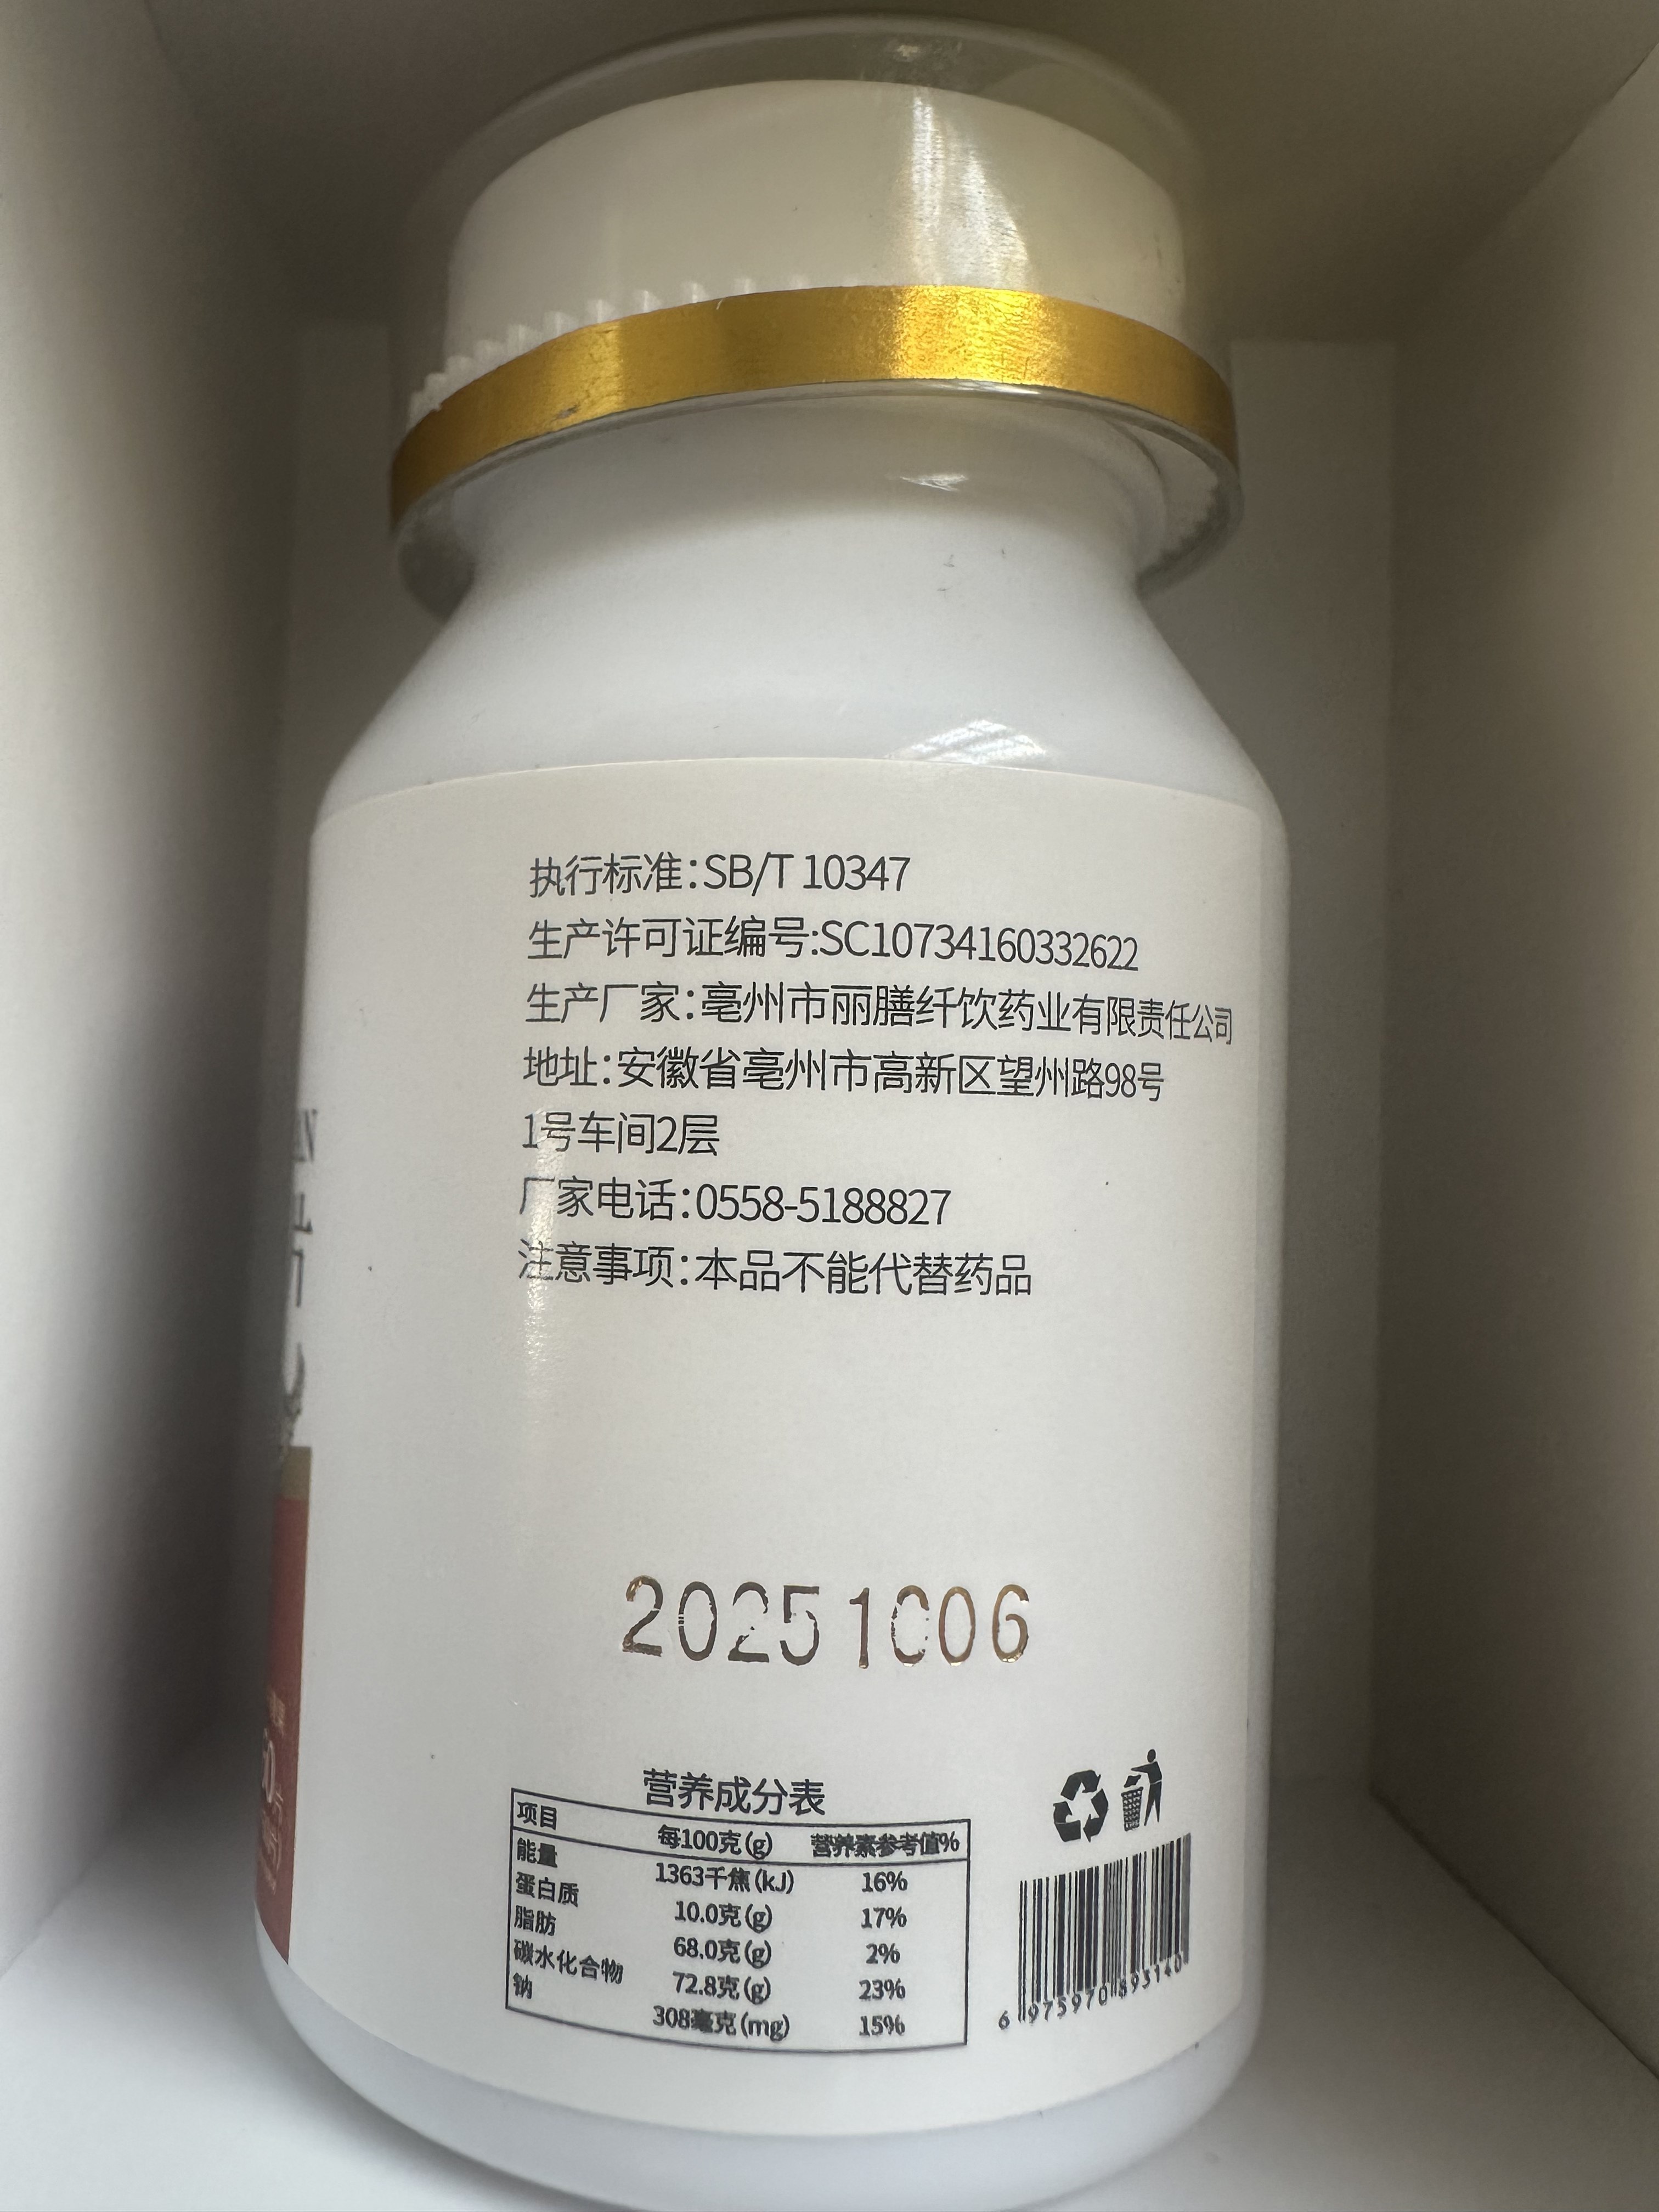 执行标准：SB/T 10347
生产许可证编号:SC10734160332622
生产厂家：亳州市丽膳纤饮药业有限责任公司
地址：安徽省亳州市高新区望州路98号
1号车间2层
厂家电话：0558-5188827
注意事项：本品不能代替药品
20251006
营养成分表
项目 每100克(g) 营养素参考值%
能量 1363千焦(kJ) 16%
蛋白质 10.0克(g) 17%
脂肪 68.0克(g) 2%
碳水化合物 72.8克(g) 23%
钠 308毫克(mg) 15%
6 975970 893140